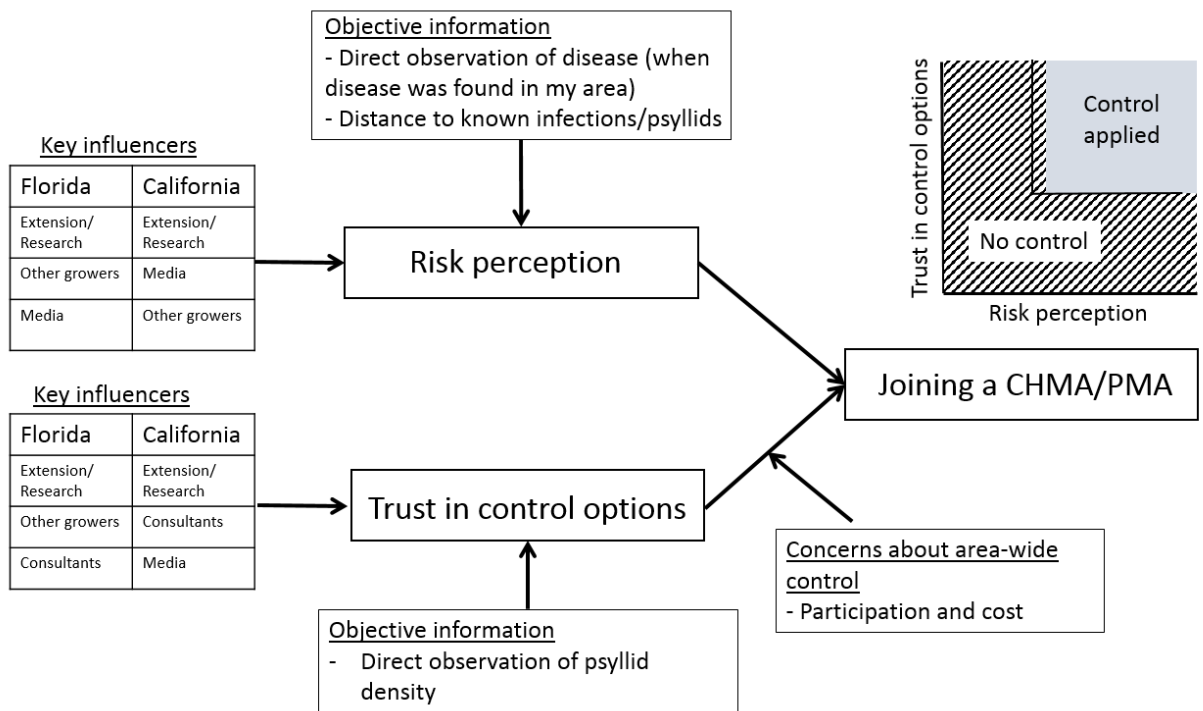 Objective information
- Direct observation of disease (when
disease was found in my area)
- Distance to known infections/psyllids
Key influencers
Florida California
Extension/ Extension/
Research Research
Other growers Media
Media Other growers
Risk perception
Trust in control options
Control
applied
No control
Risk perception
Joining a CHMA/PMA
Key influencers
Florida California
Extension/ Extension/
Research Research
Other growers Consultants
Consultants Media
Trust in control options
Concerns about area-wide
control
- Participation and cost
Objective information
- Direct observation of psyllid
density